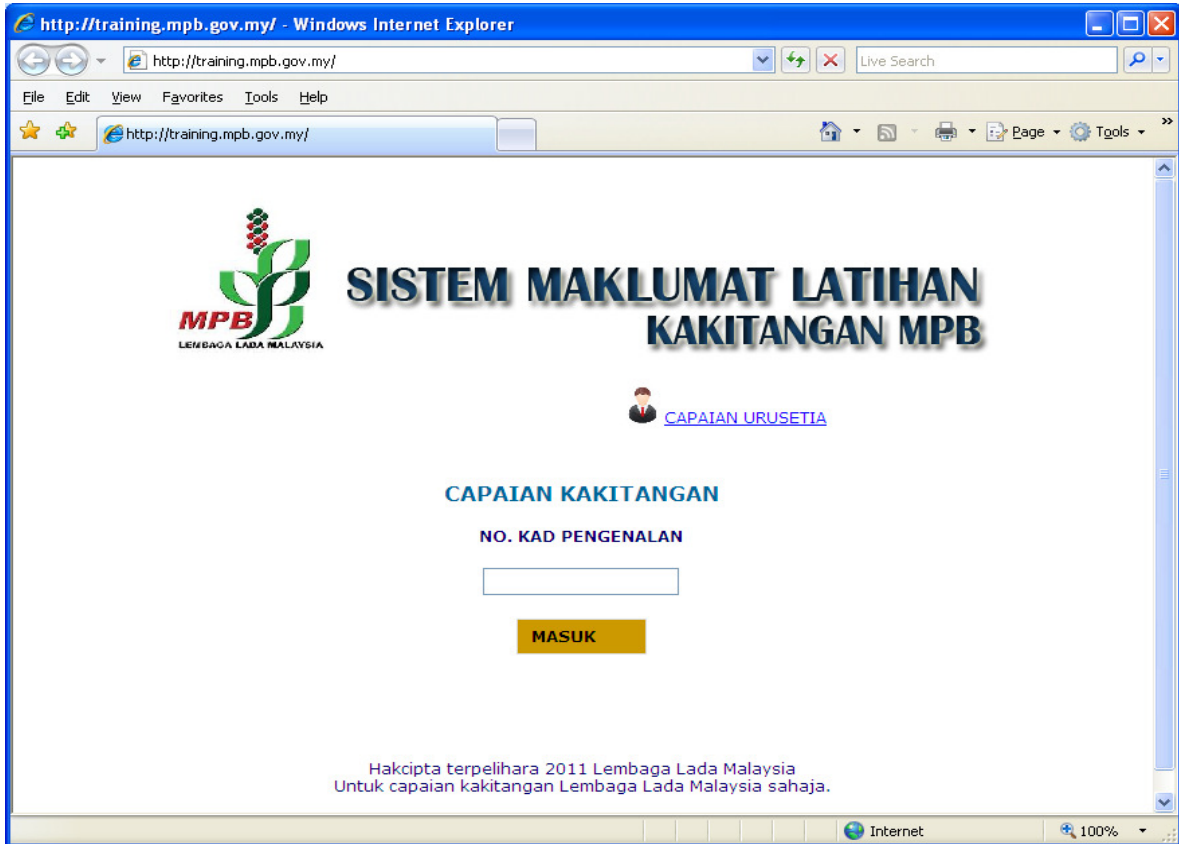 http://training.mpb.gov.my/ - Windows Internet Explorer
http://training.mpb.gov.my/
Live Search
File Edit View Favorites Tools Help
http://training.mpb.gov.my/
Page Tools
MPB
LEMBAGA LADA MALAYSIA
SISTEM MAKLUMAT LATIHAN
KAKITANGAN MPB
CAPAIAN URUSETIA
CAPAIAN KAKITANGAN
NO. KAD PENGENALAN
MASUK
Hakcipta terpelihara 2011 Lembaga Lada Malaysia
Untuk capaian kakitangan Lembaga Lada Malaysia sahaja.
Internet 100%